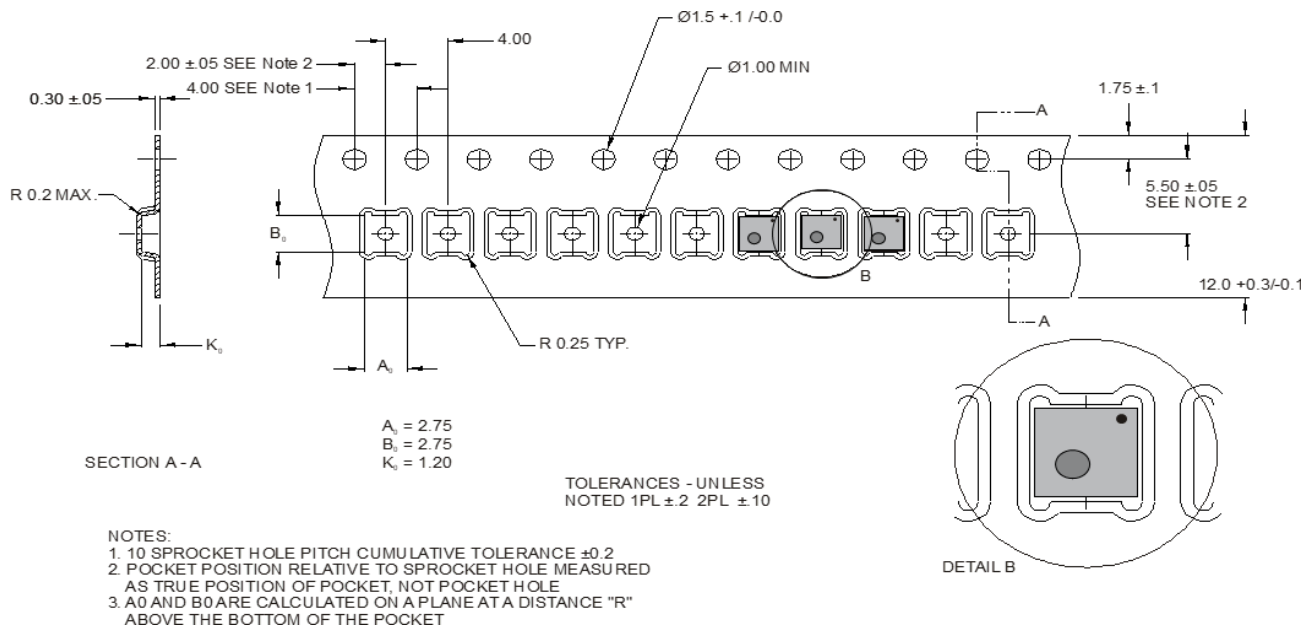 Ø1.5 +.1 /-0.0
4.00
2.00 ±.05 SEE Note 2
Ø1.00 MIN
4.00 SEE Note 1
0.30 ±.05
1.75 ±.1
A
R 0.2 MAX.
5.50 ±.05
SEE NOTE 2
B₀
B
12.0 +0.3/-0.1
A
K₀
R 0.25 TYP.
A₀
A₀ = 2.75
B₀ = 2.75
K₀ = 1.20
SECTION A - A
TOLERANCES - UNLESS
NOTED 1PL ±.2 2PL ±.10
NOTES:
1. 10 SPROCKET HOLE PITCH CUMULATIVE TOLERANCE ±0.2
2. POCKET POSITION RELATIVE TO SPROCKET HOLE MEASURED
AS TRUE POSITION OF POCKET, NOT POCKET HOLE
3. A0 AND B0 ARE CALCULATED ON A PLANE AT A DISTANCE "R"
ABOVE THE BOTTOM OF THE POCKET
DETAIL B